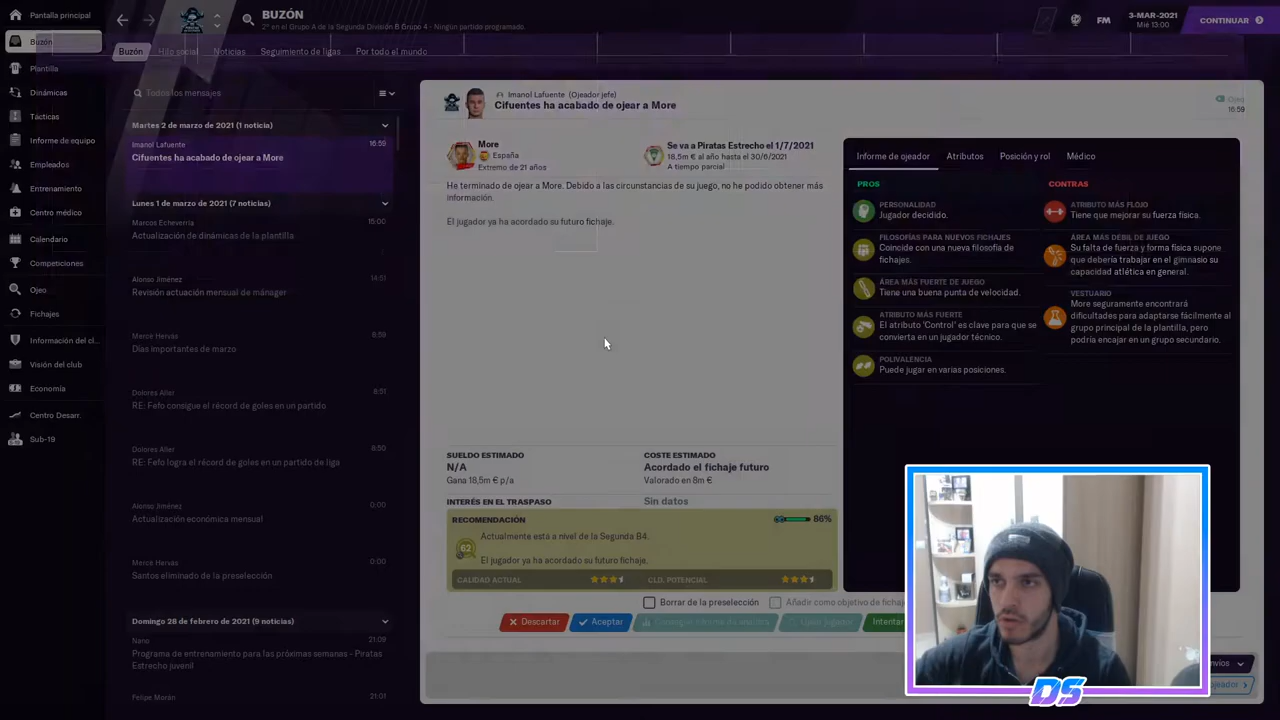 Pantalla principal
BUZÓN
2º en el Grupo A de la Segunda División B Grupo 4 - Ningún partido programado.
FM
3-MAR-2021
Mié 13:00
CONTINUAR
Buzón
Plantilla
Dinámicas
Tácticas
Informe de equipo
Empleados
Entrenamiento
Centro médico
Calendario
Competiciones
Ojeo
Fichajes
Información del cl...
Visión del club
Economía
Centro Desarr.
Sub-19
Buzón
Hilo social
Noticias
Seguimiento de ligas
Por todo el mundo
Todos los mensajes
Martes 2 de marzo de 2021 (1 noticia)
Imanol Lafuente
16:59
Cifuentes ha acabado de ojear a More
Lunes 1 de marzo de 2021 (7 noticias)
Marcos Echeverria
15:00
Actualización de dinámicas de la plantilla
Alonso Jiménez
14:51
Revisión actuación mensual de mánager
Mercè Hervás
6:59
Días importantes de marzo
Dolores Aller
8:51
RE: Fefo consigue el récord de goles en un partido
Dolores Aller
8:50
RE: Fefo logra el récord de goles en un partido de liga
Alonso Jiménez
0:00
Actualización económica mensual
Mercè Hervás
0:00
Santos eliminado de la preselección
Domingo 28 de febrero de 2021 (9 noticias)
Nano
21:09
Programa de entrenamiento para las próximas semanas - Piratas
Estrecho juvenil
Felipe Morán
21:01
Imanol Lafuente (Ojeador jefe)
Cifuentes ha acabado de ojear a More
Ojeo
16:59
More
España
Extremo de 21 años
Se va a Piratas Estrecho el 1/7/2021
18,5m € al año hasta el 30/6/2021
A tiempo parcial
He terminado de ojear a More. Debido a las circunstancias de su juego, no he podido obtener más
información.
El jugador ya ha acordado su futuro fichaje.
SUELDO ESTIMADO
N/A
Gana 18,5m € p/a
COSTE ESTIMADO
Acordado el fichaje futuro
Valorado en 8m €
INTERÉS EN EL TRASPASO
Sin datos
RECOMENDACIÓN
86%
62
Actualmente está a nivel de la Segunda B4.
El jugador ya ha acordado su futuro fichaje.
CALIDAD ACTUAL
CLD. POTENCIAL
Borrar de la preselección
Añadir como objetivo de fichaje
Descartar
Aceptar
Conseguir informe de analista
Intentar
Informe de ojeador
Atributos
Posición y rol
Médico
PROS
PERSONALIDAD
Jugador decidido.
FILOSOFÍAS PARA NUEVOS FICHAJES
Coincide con una nueva filosofía de
fichajes.
ÁREA MÁS FUERTE DE JUEGO
Tiene una buena punta de velocidad.
ATRIBUTO MÁS FUERTE
El atributo 'Control' es clave para que se
convierta en un jugador técnico.
POLIVALENCIA
Puede jugar en varias posiciones.
CONTRAS
ATRIBUTO MÁS FLOJO
Tiene que mejorar su fuerza física.
ÁREA MÁS DÉBIL DE JUEGO
Su falta de fuerza y forma física supone
que debería trabajar en el gimnasio su
capacidad atlética en general.
VESTUARIO
More seguramente encontrará
dificultades para adaptarse fácilmente al
grupo principal de la plantilla, pero
podría encajar en un grupo secundario.
DS